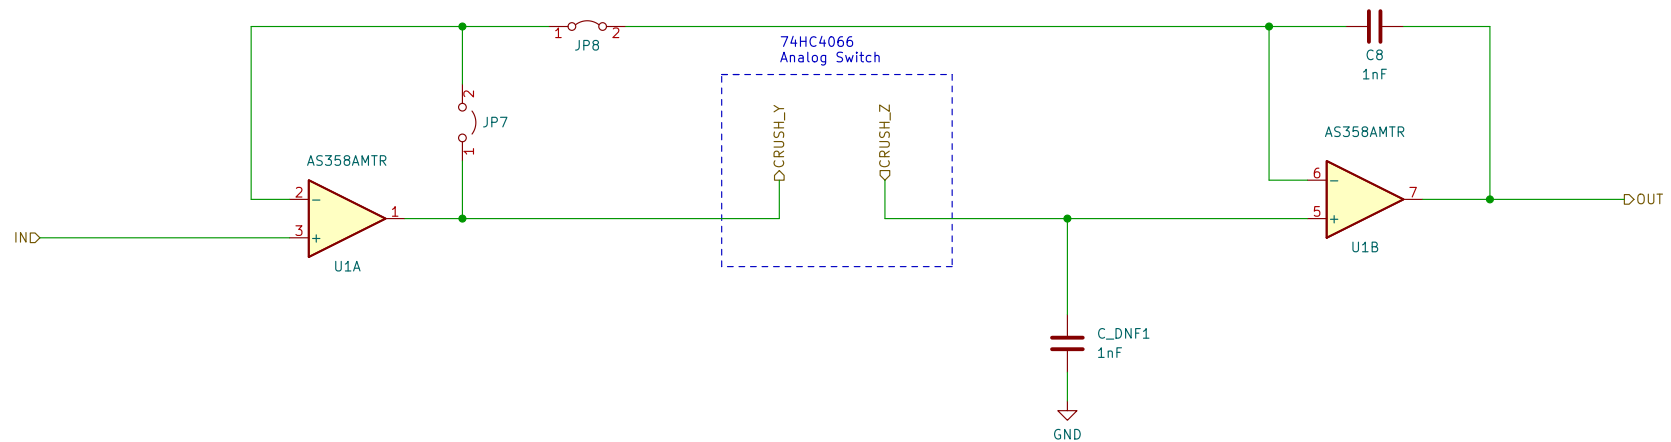 1
2
JP8
C8
1nF
74HC4066
Analog Switch
2
JP7
1
CRUSH_Y
CRUSH_Z
AS358AMTR
2
−
3
+
1
U1A
IN
AS358AMTR
6
−
5
+
7
U1B
OUT
C_DNF1
1nF
GND